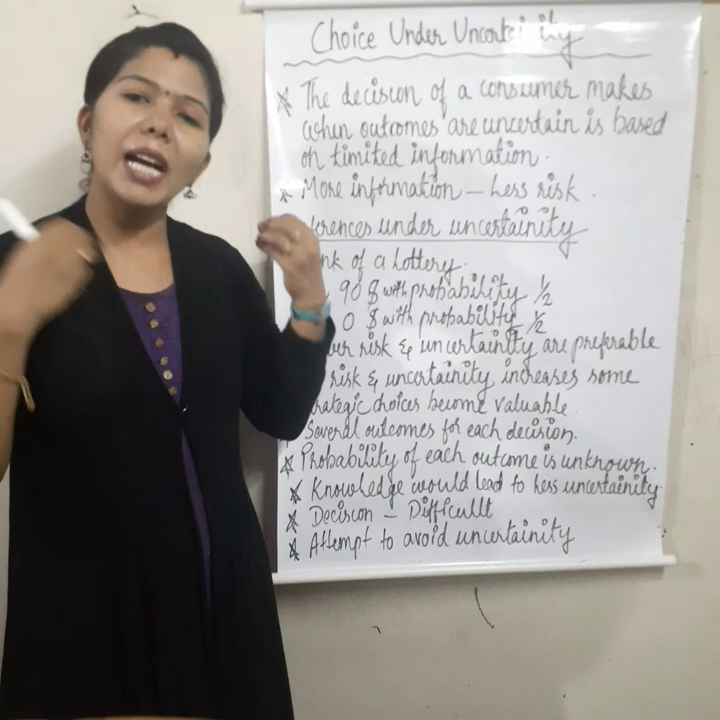 Choice Under Uncertainity
The decision of a consumer makes
when outcomes are uncertain is based
on limited information.
More information - Less risk.
ferences under uncertainity
nk of a Lottery.
90 $ with probability 1/2
0 $ with probability 1/2
wer risk & uncertainity are preferable
risk & uncertainity increases some
trategic choices become valuable
Several outcomes for each decision.
Probability of each outcome is unknown.
Knowledge would lead to less uncertainity.
Decision - Difficullt
Attempt to avoid uncertainity